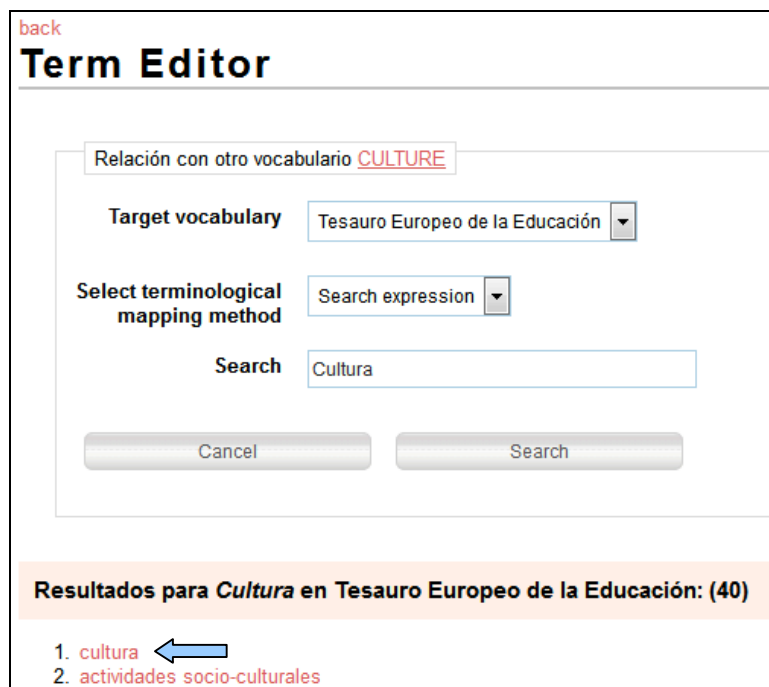 back
Term Editor
Relación con otro vocabulario CULTURE
Target vocabulary Tesauro Europeo de la Educación
Select terminological
mapping method Search expression
Search Cultura
Cancel Search
Resultados para Cultura en Tesauro Europeo de la Educación: (40)
1. cultura
2. actividades socio-culturales